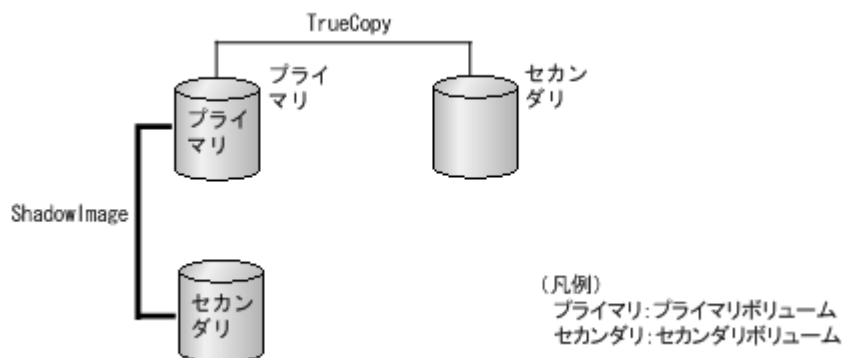 TrueCopy
プライ
マリ
セカン
ダリ
プライ
マリ
ShadowImage
セカン
ダリ
(凡例)
プライマリ:プライマリボリューム
セカンダリ:セカンダリボリューム